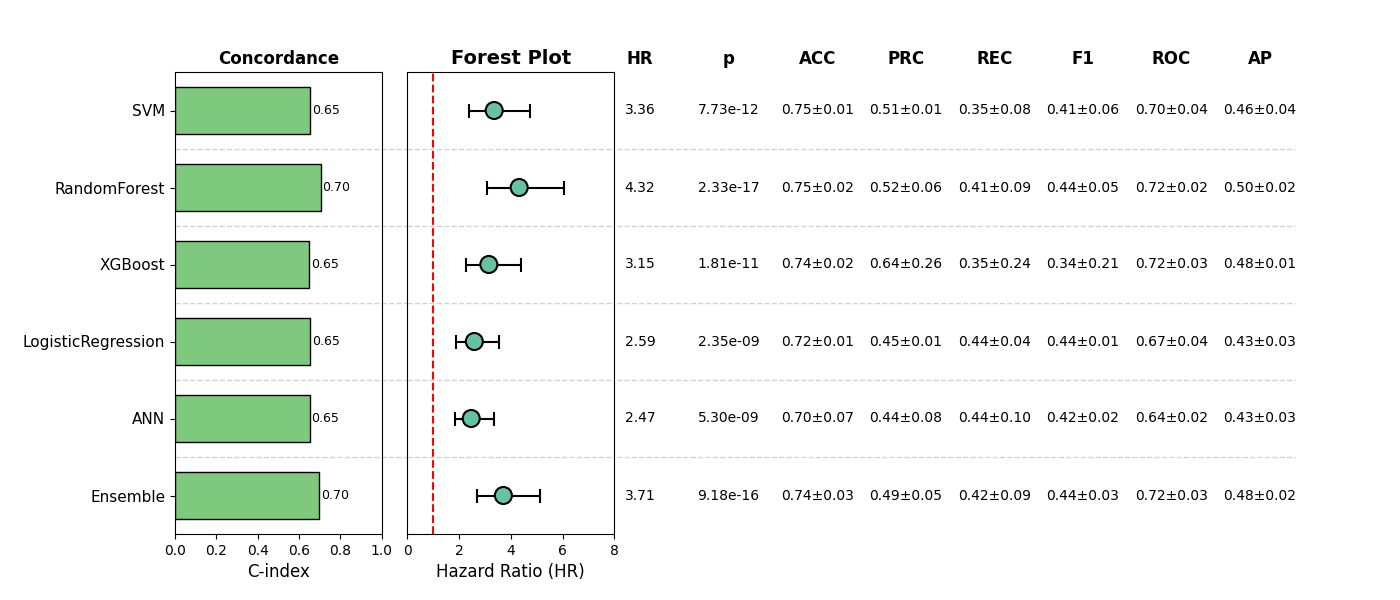 Concordance Forest Plot HR p ACC PRC REC F1 ROC AP
SVM 0.65 3.36 7.73e-12 0.75±0.01 0.51±0.01 0.35±0.08 0.41±0.06 0.70±0.04 0.46±0.04
RandomForest 0.70 4.32 2.33e-17 0.75±0.02 0.52±0.06 0.41±0.09 0.44±0.05 0.72±0.02 0.50±0.02
XGBoost 0.65 3.15 1.81e-11 0.74±0.02 0.64±0.26 0.35±0.24 0.34±0.21 0.72±0.03 0.48±0.01
LogisticRegression 0.65 2.59 2.35e-09 0.72±0.01 0.45±0.01 0.44±0.04 0.44±0.01 0.67±0.04 0.43±0.03
ANN 0.65 2.47 5.30e-09 0.70±0.07 0.44±0.08 0.44±0.10 0.42±0.02 0.64±0.02 0.43±0.03
Ensemble 0.70 3.71 9.18e-16 0.74±0.03 0.49±0.05 0.42±0.09 0.44±0.03 0.72±0.03 0.48±0.02
0.0 0.2 0.4 0.6 0.8 1.0 0 2 4 6 8
C-index Hazard Ratio (HR)